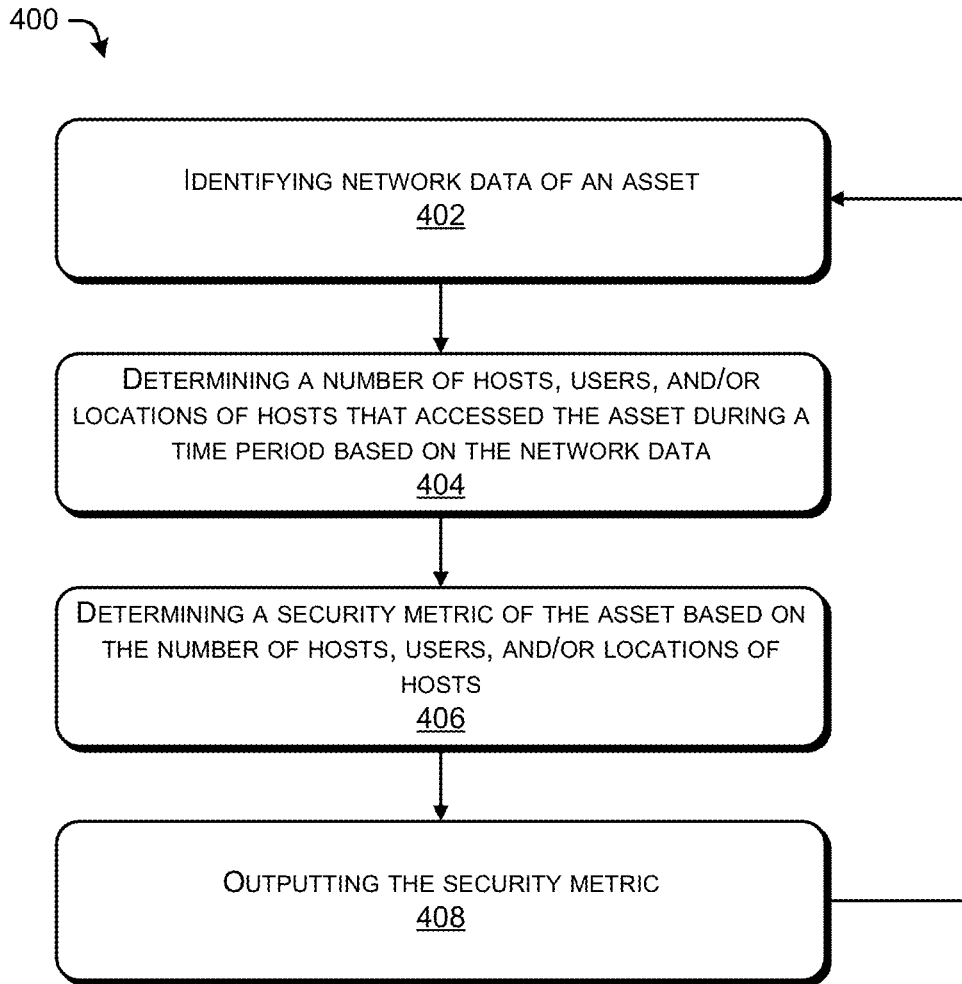 400
IDENTIFYING NETWORK DATA OF AN ASSET
402
DETERMINING A NUMBER OF HOSTS, USERS, AND/OR
LOCATIONS OF HOSTS THAT ACCESSED THE ASSET DURING A
TIME PERIOD BASED ON THE NETWORK DATA
404
DETERMINING A SECURITY METRIC OF THE ASSET BASED ON
THE NUMBER OF HOSTS, USERS, AND/OR LOCATIONS OF
HOSTS
406
OUTPUTTING THE SECURITY METRIC
408